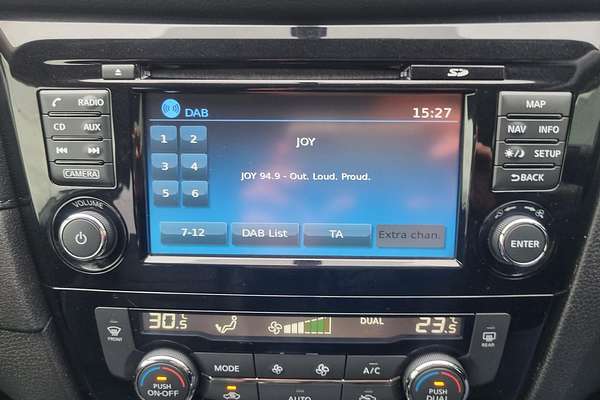 SD
RADIO
CD AUX
CAMERA
VOLUME
DAB 15:27
1 2
3 4
5 6
JOY
JOY 94.9 - Out. Loud. Proud.
7-12 DAB List TA Extra chan.
MAP
NAV INFO
SETUP
BACK
ENTER
FRONT
30.5°C
DUAL 23.5°C
REAR
PUSH
ON·OFF
MODE
A/C
AUTO
PUSH
DUAL